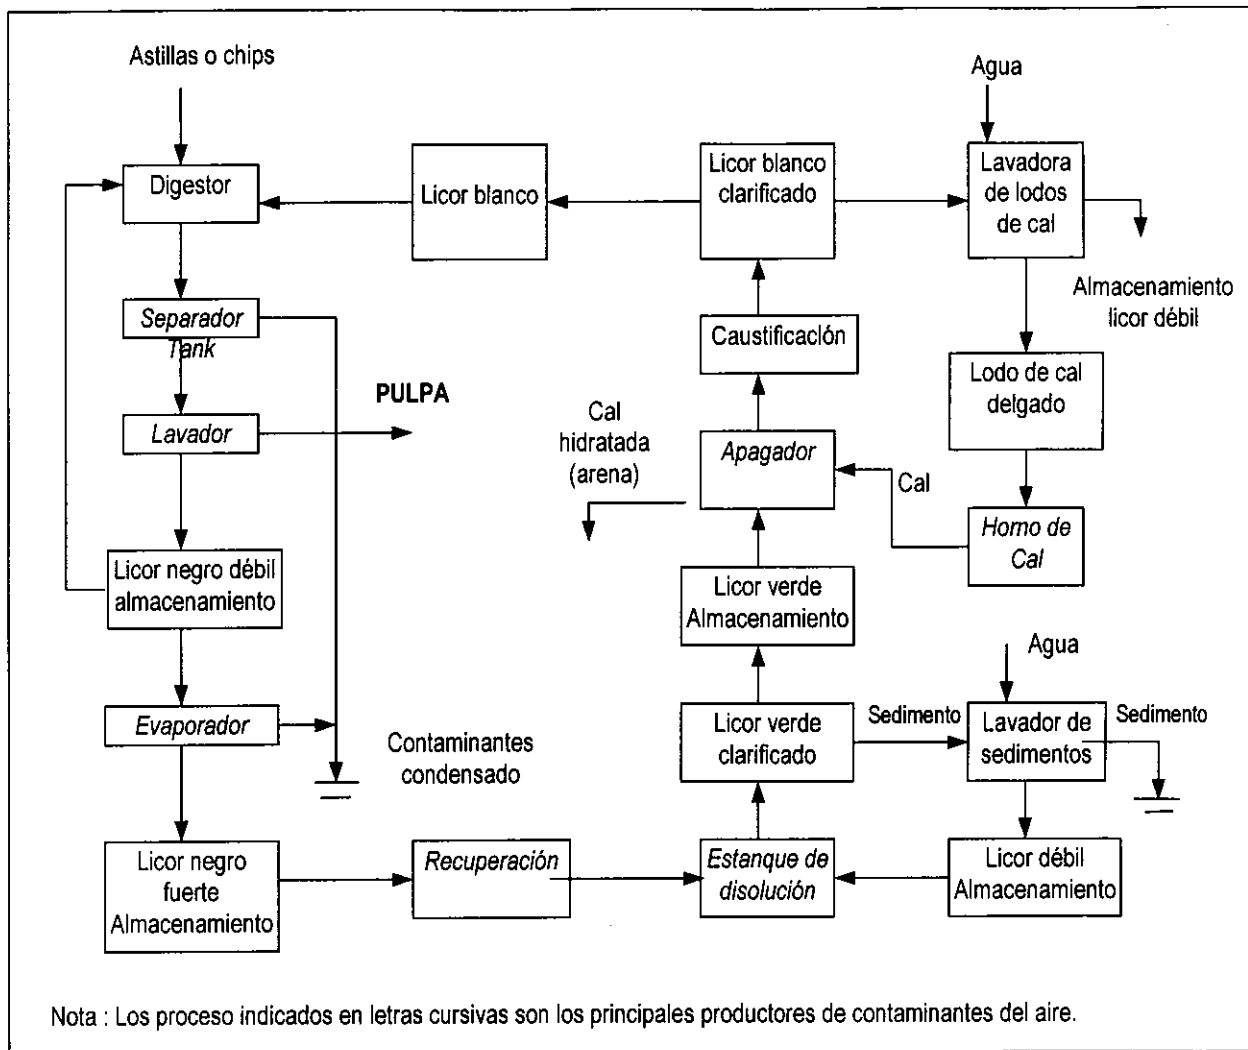 Astillas o chips
Agua
Digestor
Licor blanco
Licor blanco
clarificado
Lavadora
de lodos
de cal
Almacenamiento
licor débil
Separador
Tank
Caustificación
Lodo de cal
delgado
PULPA
Lavador
Cal
hidratada
(arena)
Apagador
Cal
Horno de
Cal
Licor negro débil
almacenamiento
Licor verde
Almacenamiento
Agua
Evaporador
Contaminantes
condensado
Licor verde
clarificado
Sedimento
Lavador de
sedimentos
Sedimento
Licor negro
fuerte
Almacenamiento
Recuperación
Estanque de
disolución
Licor débil
Almacenamiento
Nota : Los proceso indicados en letras cursivas son los principales productores de contaminantes del aire.